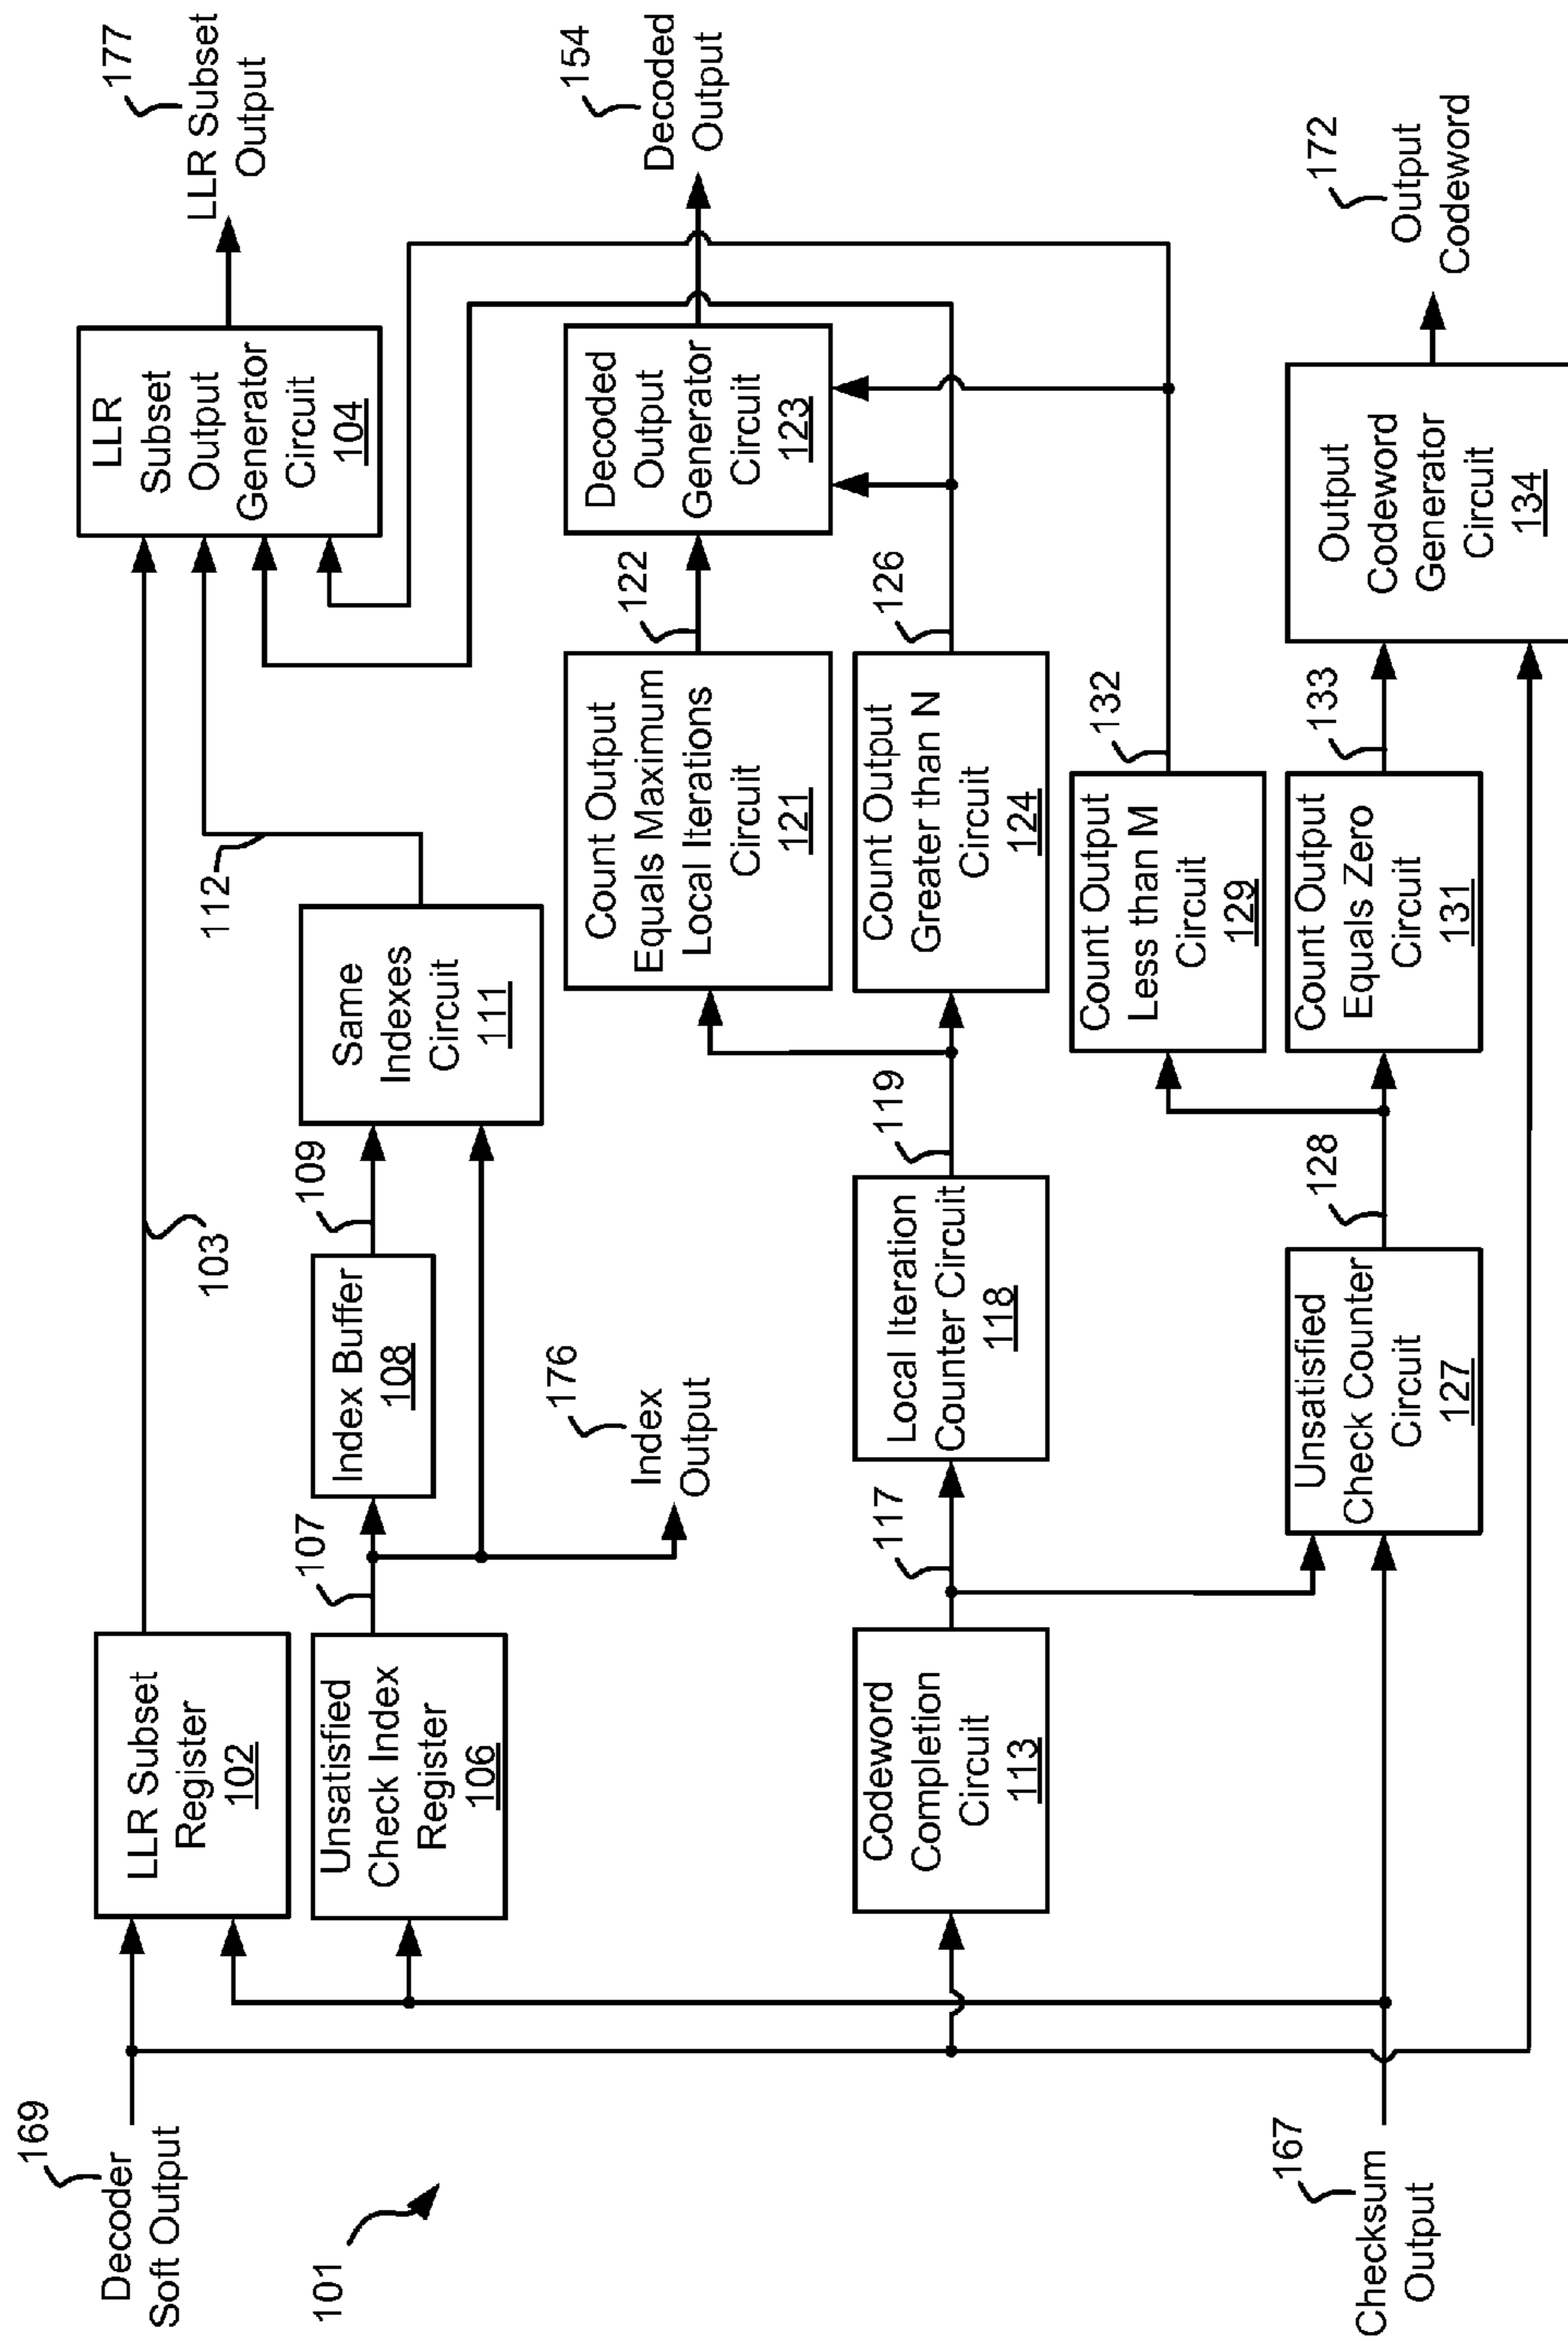 169
Decoder
Soft Output
101
167
Checksum
Output
LLR Subset
Register
102
Unsatisfied
Check Index
Register
106
Codeword
Completion
Circuit
113
103
107
Index Buffer
108
109
176
Index
Output
117
Local Iteration
Counter Circuit
118
119
Unsatisfied
Check Counter
Circuit
127
128
Same
Indexes
Circuit
111
112
Count Output
Equals Maximum
Local Iterations
Circuit
121
122
Count Output
Greater than N
Circuit
124
126
Count Output
Less than M
Circuit
129
132
Count Output
Equals Zero
Circuit
131
133
LLR
Subset
Output
Generator
Circuit
104
Decoded
Output
Generator
Circuit
123
Output
Codeword
Generator
Circuit
134
177
LLR Subset
Output
154
Decoded
Output
172
Output
Codeword